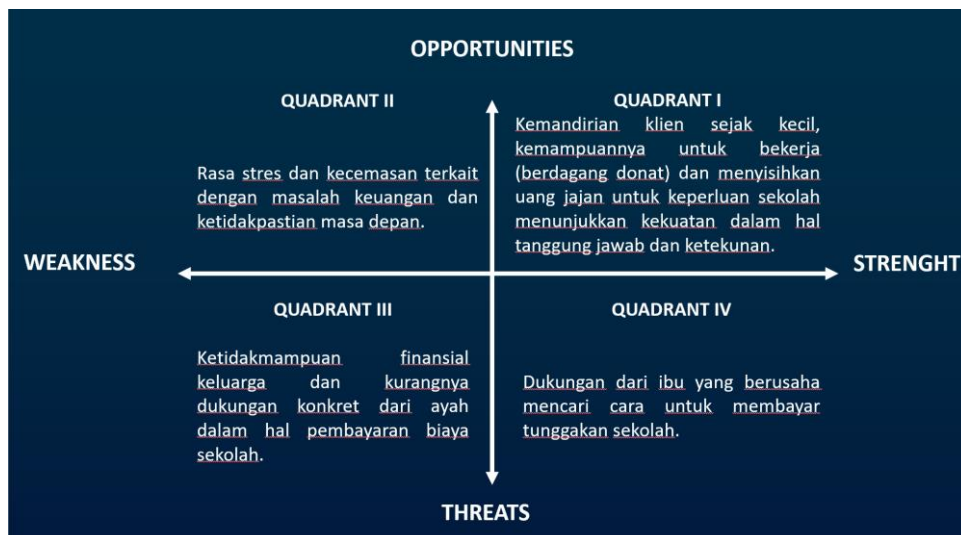 OPPORTUNITIES
QUADRANT II
Rasa stres dan kecemasan terkait
dengan masalah keuangan dan
ketidakpastian masa depan.
QUADRANT I
Kemandirian klien sejak kecil,
kemampuannya untuk bekerja
(berdagang donat) dan menyisihkan
uang jajan untuk keperluan sekolah
menunjukkan kekuatan dalam hal
tanggung jawab dan ketekunan.
WEAKNESS
STRENGHT
QUADRANT III
Ketidakmampuan finansial
keluarga dan kurangnya
dukungan konkret dari ayah
dalam hal pembayaran biaya
sekolah.
QUADRANT IV
Dukungan dari ibu yang berusaha
mencari cara untuk membayar
tunggakan sekolah.
THREATS